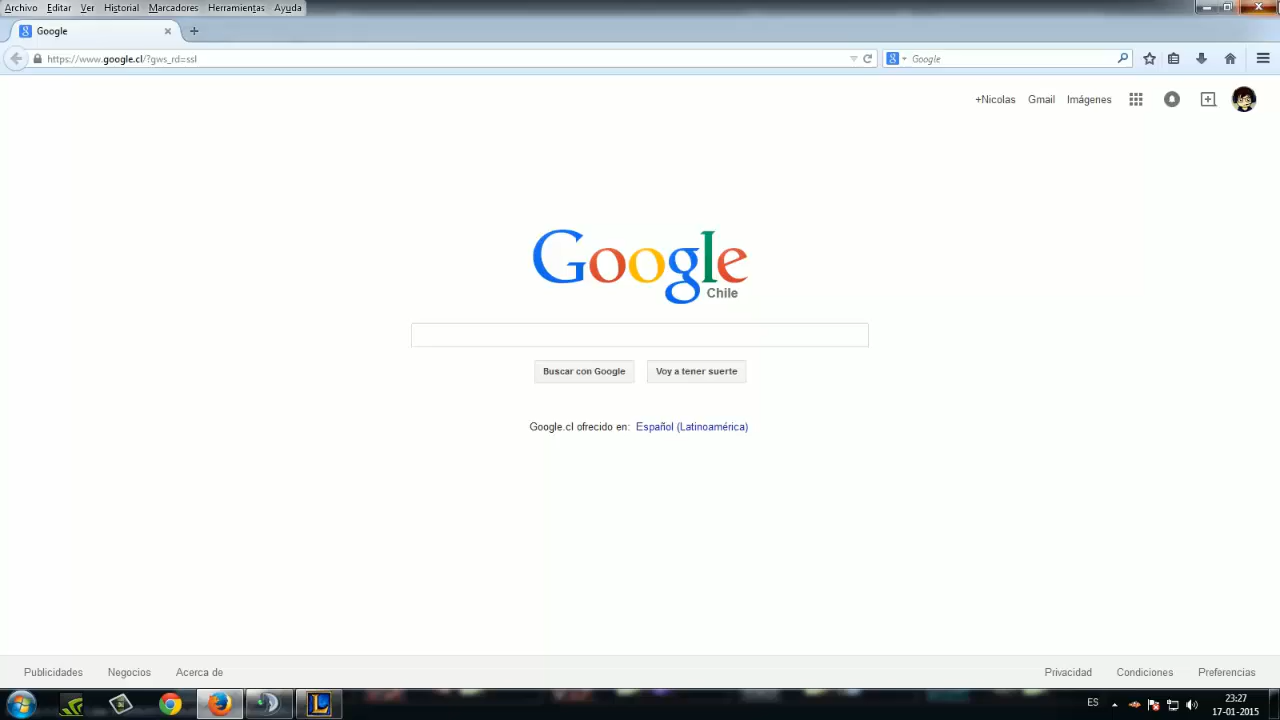 Archivo Editar Ver Historial Marcadores Herramientas Ayuda
Google
https://www.google.cl/?gws_rd=ssl
Google
+Nicolas Gmail Imágenes
Google
Chile
Buscar con Google Voy a tener suerte
Google.cl ofrecido en: Español (Latinoamérica)
Publicidades Negocios Acerca de Privacidad Condiciones Preferencias
ES 23:27
17-01-2015